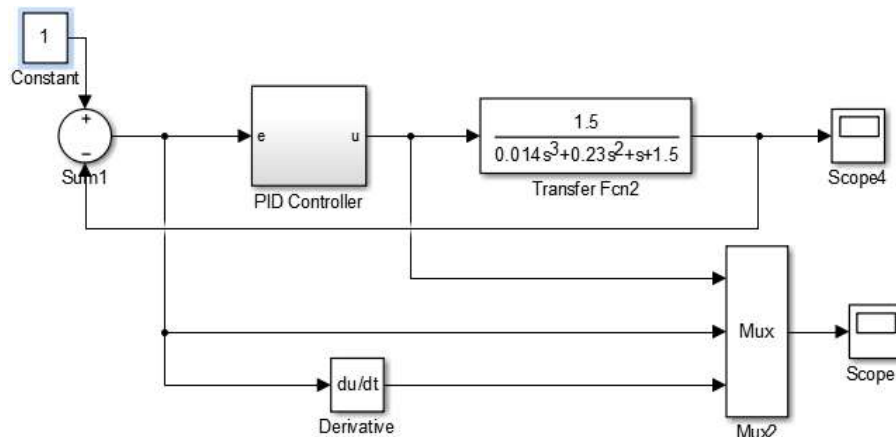 1
Constant
+
−
Sum1
e
u
PID Controller
1.5
0.014s³+0.23s²+s+1.5
Transfer Fcn2
Scope4
Mux
Mux2
Scope
du/dt
Derivative